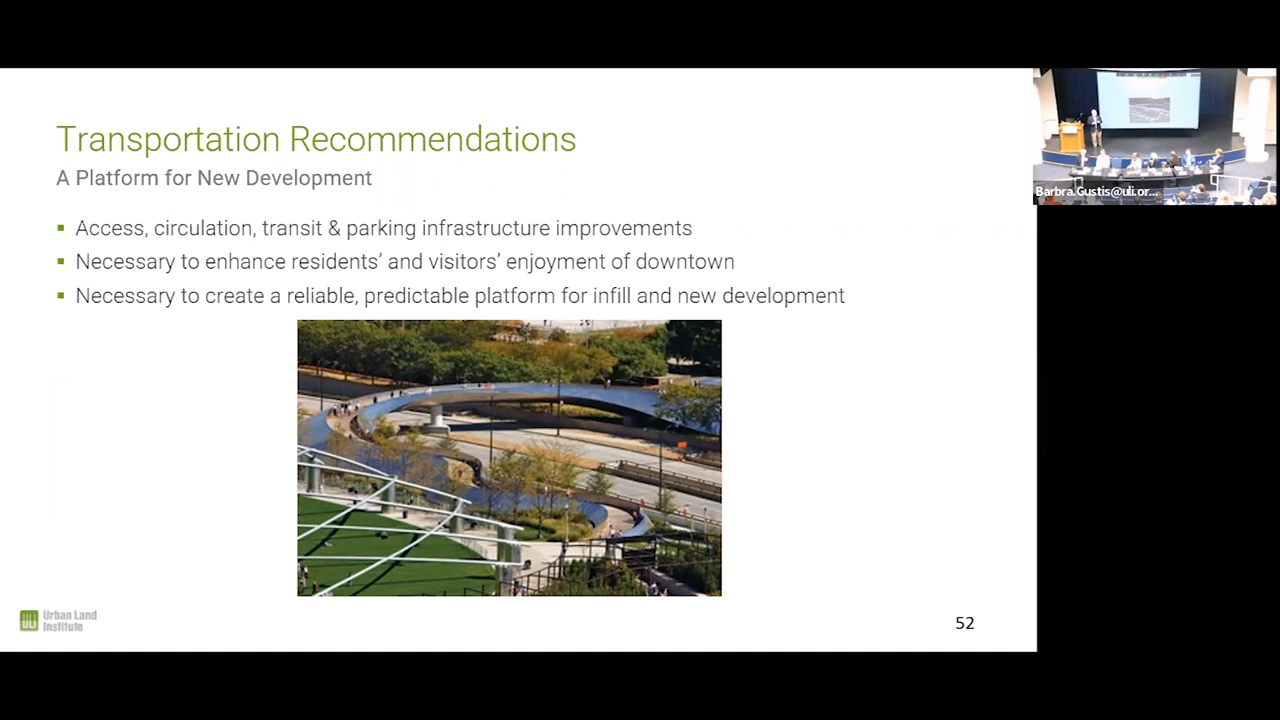 Transportation Recommendations
A Platform for New Development
▪ Access, circulation, transit & parking infrastructure improvements
▪ Necessary to enhance residents’ and visitors’ enjoyment of downtown
▪ Necessary to create a reliable, predictable platform for infill and new development
ULI
Urban Land
Institute
52
Barbra.Gustis@uli.or...